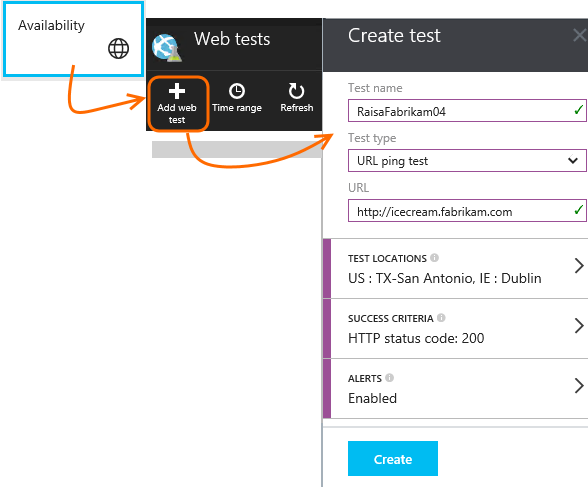 Availability
Web tests
Add web
test
Time range
Refresh
Create test
Test name
RaisaFabrikam04
Test type
URL ping test
URL
http://icecream.fabrikam.com
TEST LOCATIONS
US : TX-San Antonio, IE : Dublin
SUCCESS CRITERIA
HTTP status code: 200
ALERTS
Enabled
Create